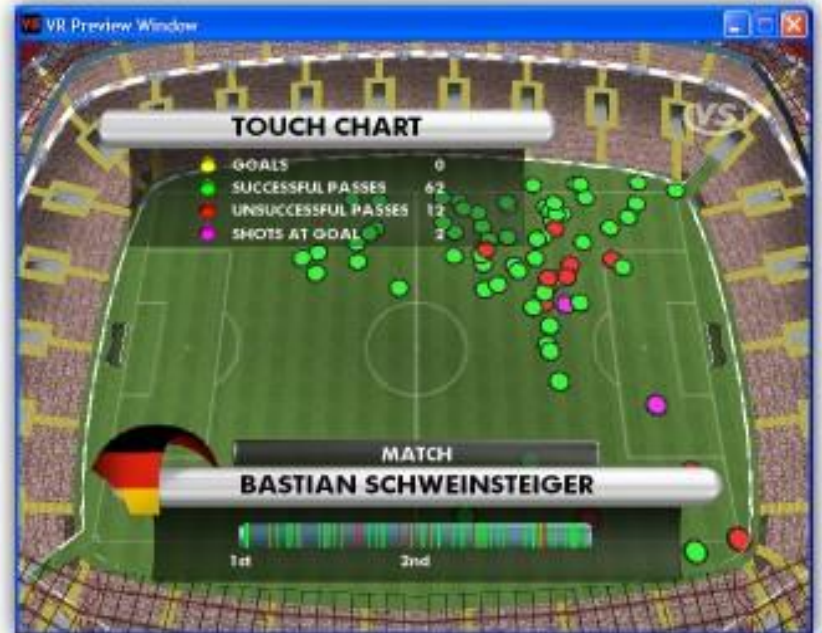 VR Preview Window
VS
TOUCH CHART
GOALS 0
SUCCESSFUL PASSES 62
UNSUCCESSFUL PASSES 12
SHOTS AT GOAL 2
MATCH
BASTIAN SCHWEINSTEIGER
1st 2nd